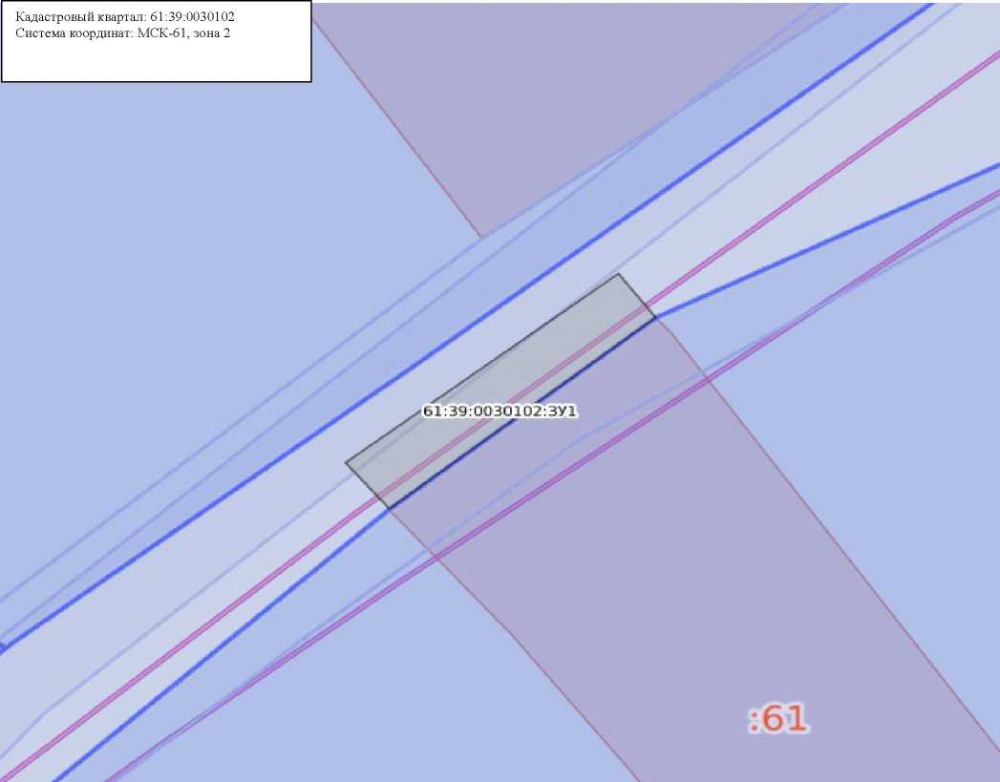 Кадастровый квартал: 61:39:0030102
Система координат: МСК-61, зона 2
61:39:0030102:ЗУ1
:61